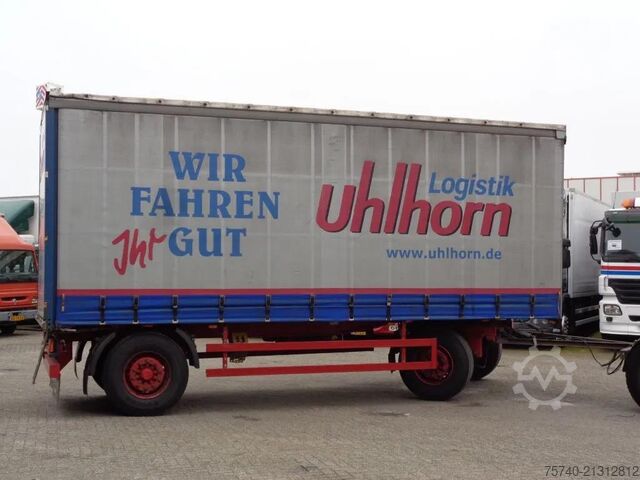 WIR
FAHREN
Ihr GUT
Uhlhorn
Logistik
www.uhlhorn.de
75740-21312812